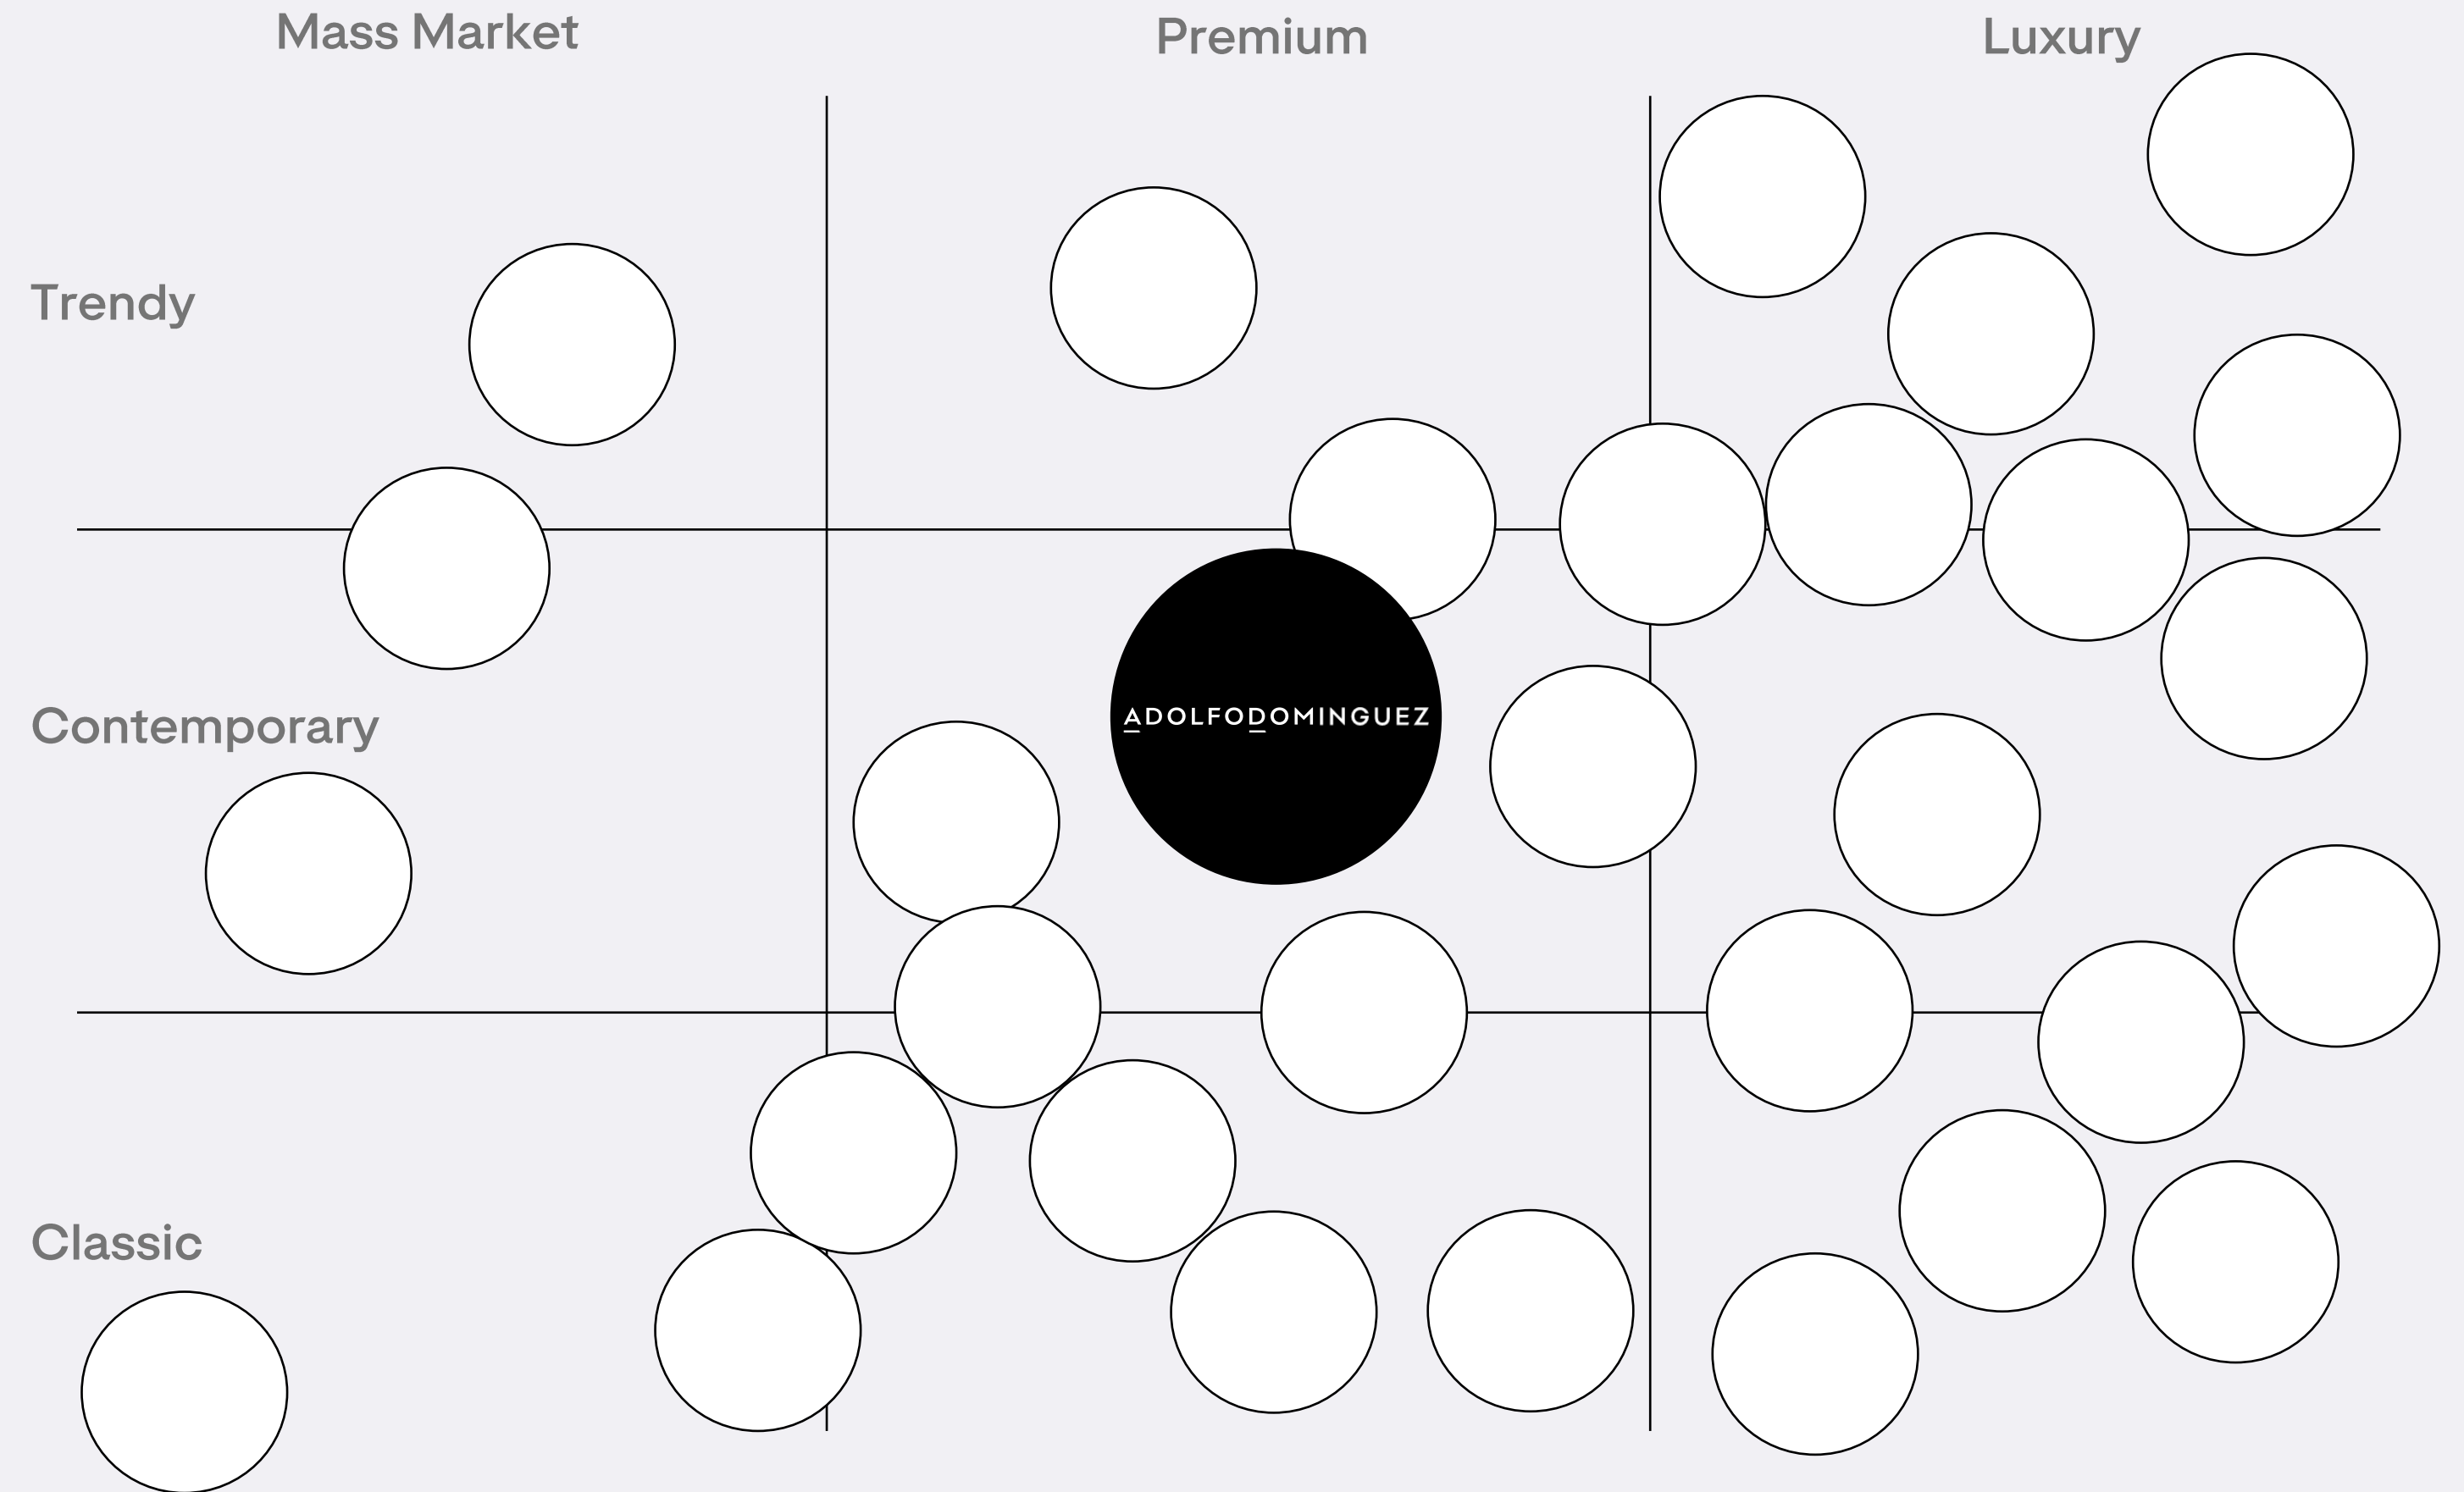 Mass Market
Premium
Luxury
Trendy
Contemporary
ADOLFODOMINGUEZ
Classic